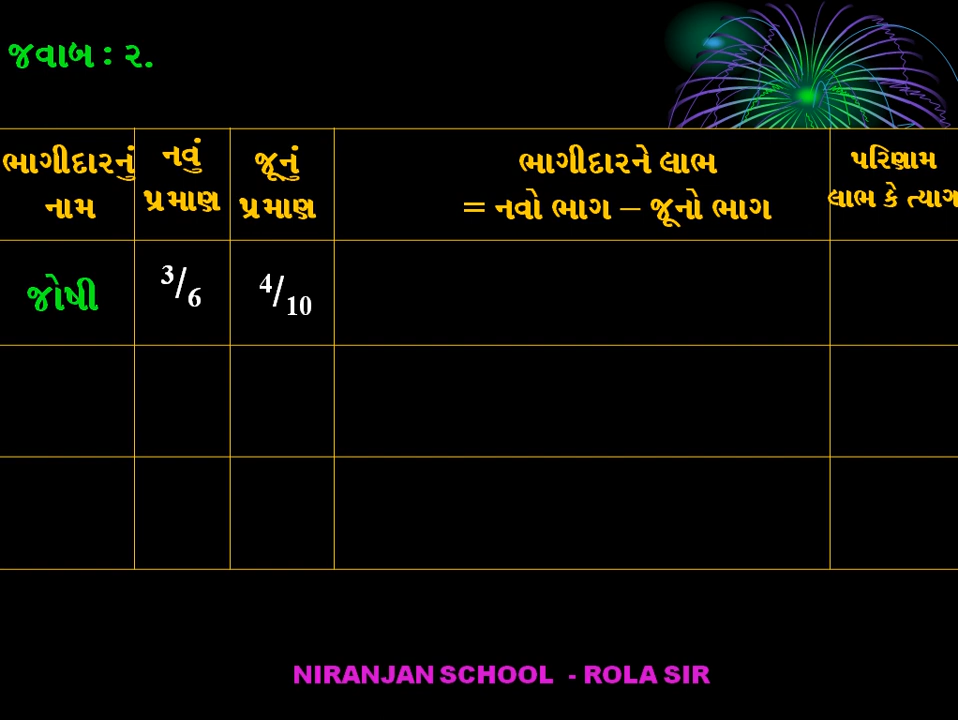 જવાબ : ૨.
ભાગીદારનું નામ
નવું પ્રમાણ
જૂનું પ્રમાણ
ભાગીદારને લાભ
= નવો ભાગ – જૂનો ભાગ
પરિણામ
લાભ કે ત્યાગ
જોષી
3/6
4/10
NIRANJAN SCHOOL - ROLA SIR